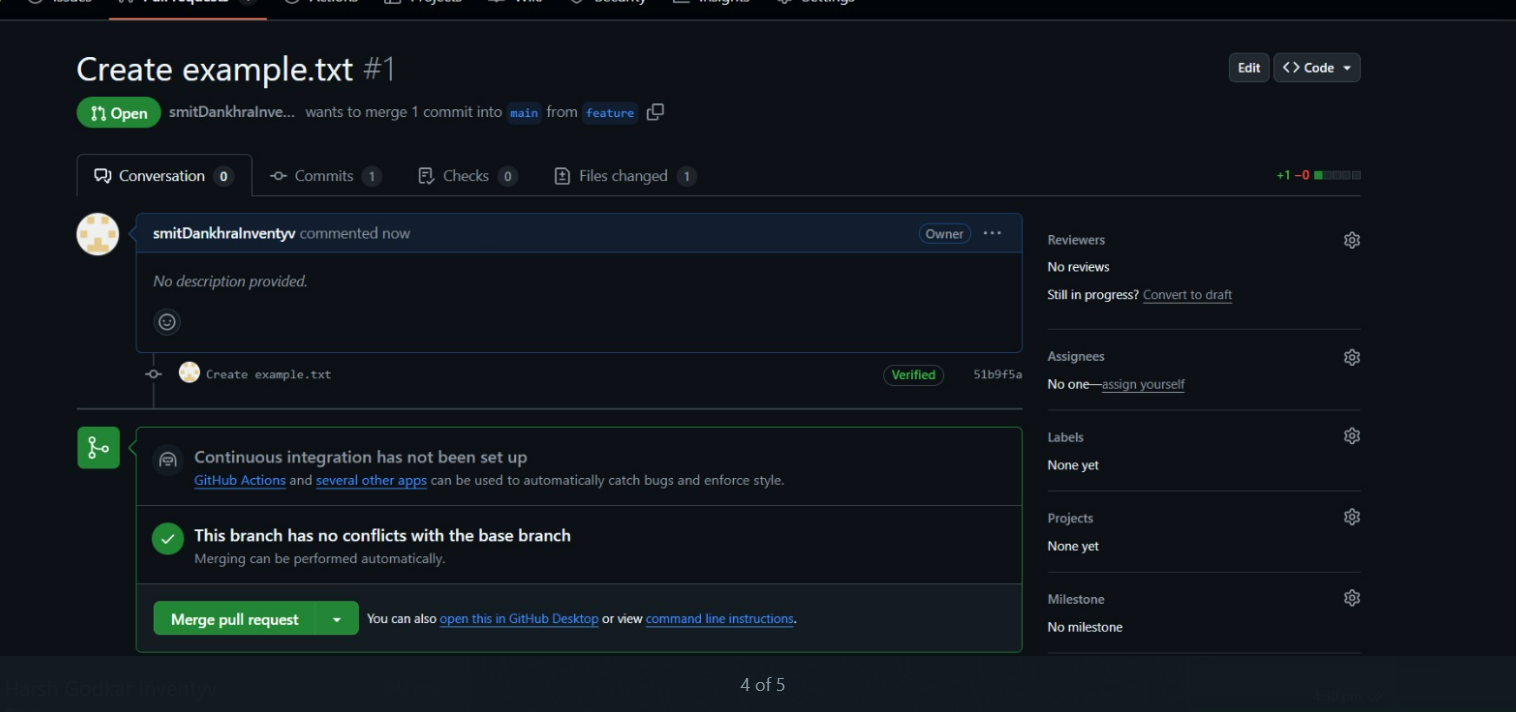 Issues Pull requests Actions Projects Wiki Security Insights Settings
Create example.txt #1
Edit
Code
Open smitDankhraInve... wants to merge 1 commit into main from feature
Conversation 0
Commits 1
Checks 0
Files changed 1
+1 −0
smitDankhraInventyv commented now
Owner
No description provided.
Create example.txt
Verified
51b9f5a
Continuous integration has not been set up
GitHub Actions and several other apps can be used to automatically catch bugs and enforce style.
This branch has no conflicts with the base branch
Merging can be performed automatically.
Merge pull request
You can also open this in GitHub Desktop or view command line instructions.
Reviewers
No reviews
Still in progress? Convert to draft
Assignees
No one—assign yourself
Labels
None yet
Projects
None yet
Milestone
No milestone
Harsh Godkar Inventyv
4 of 5